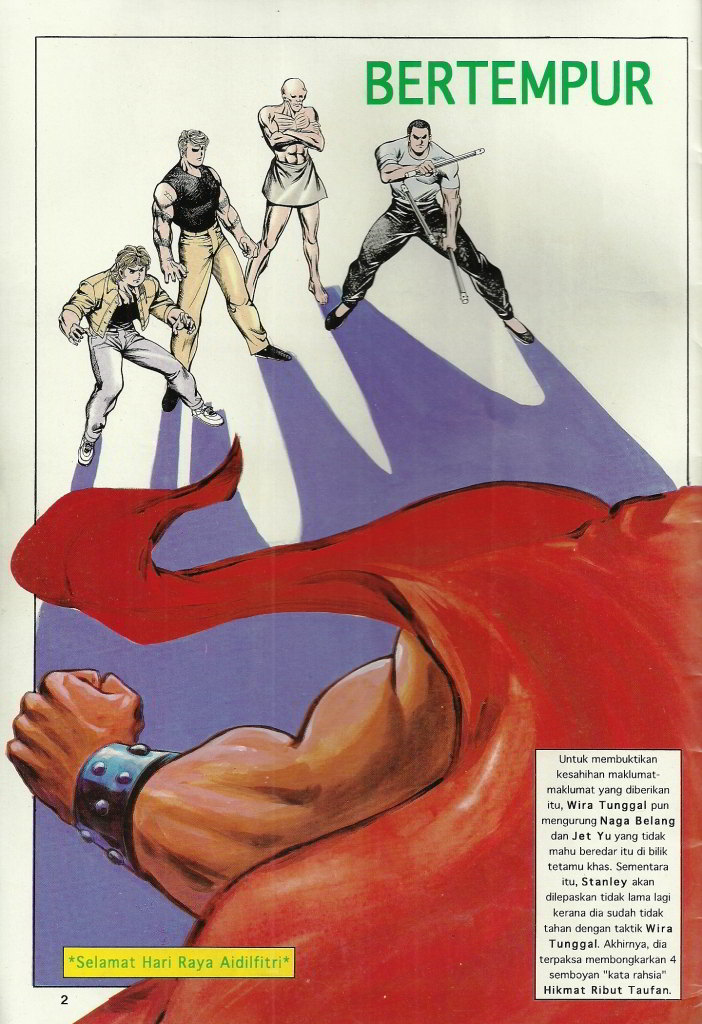 BERTEMPUR
Untuk membuktikan
kesahihan maklumat-
maklumat yang diberikan
itu, Wira Tunggal pun
mengurung Naga Belang
dan Jet Yu yang tidak
mahu beredar itu di bilik
tetamu khas. Sementara
itu, Stanley akan
dilepaskan tidak lama lagi
kerana dia sudah tidak
tahan dengan taktik Wira
Tunggal. Akhirnya, dia
terpaksa membongkarkan 4
semboyan "kata rahsia"
Hikmat Ribut Taufan.
*Selamat Hari Raya Aidilfitri*
2